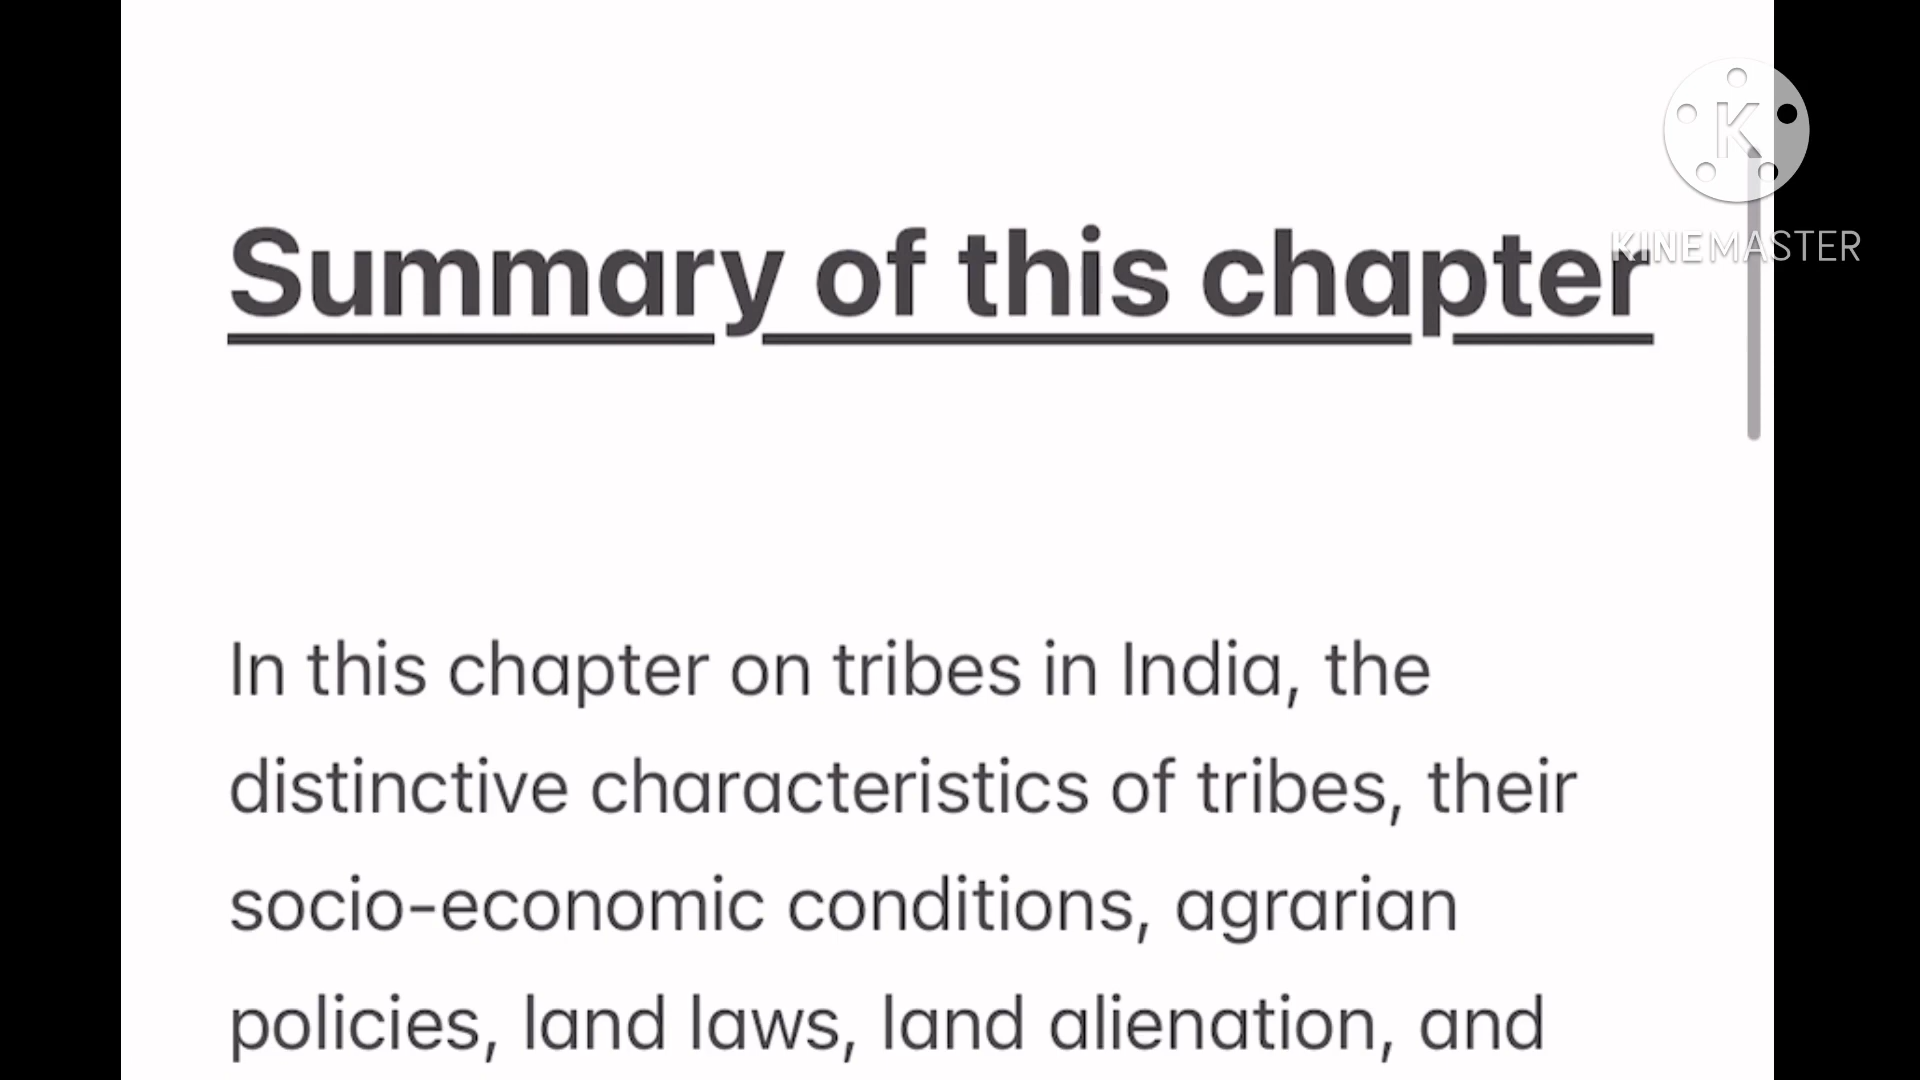 K
KINEMASTER
Summary of this chapter
In this chapter on tribes in India, the
distinctive characteristics of tribes, their
socio-economic conditions, agrarian
policies, land laws, land alienation, and